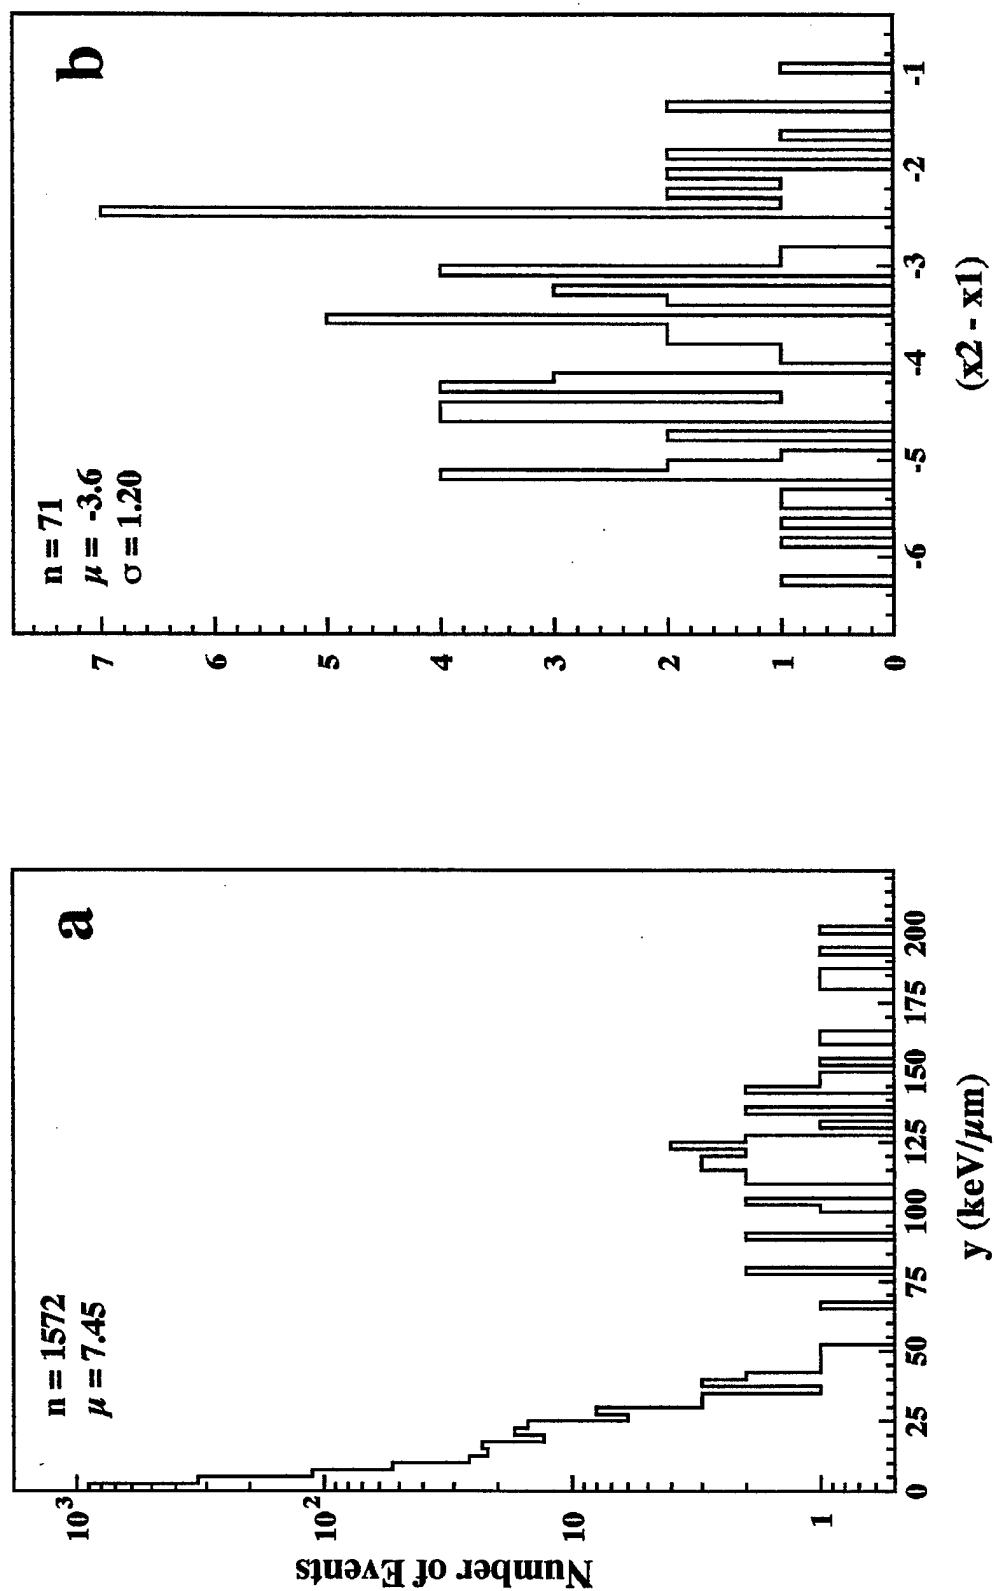 a
n = 1572
μ = 7.45
10³
10²
10
1
Number of Events
0 25 50 75 100 125 150 175 200
y (keV/μm)
b
n = 71
μ = -3.6
σ = 1.20
7
6
5
4
3
2
1
0
-6 -5 -4 -3 -2 -1
(x2 - x1)